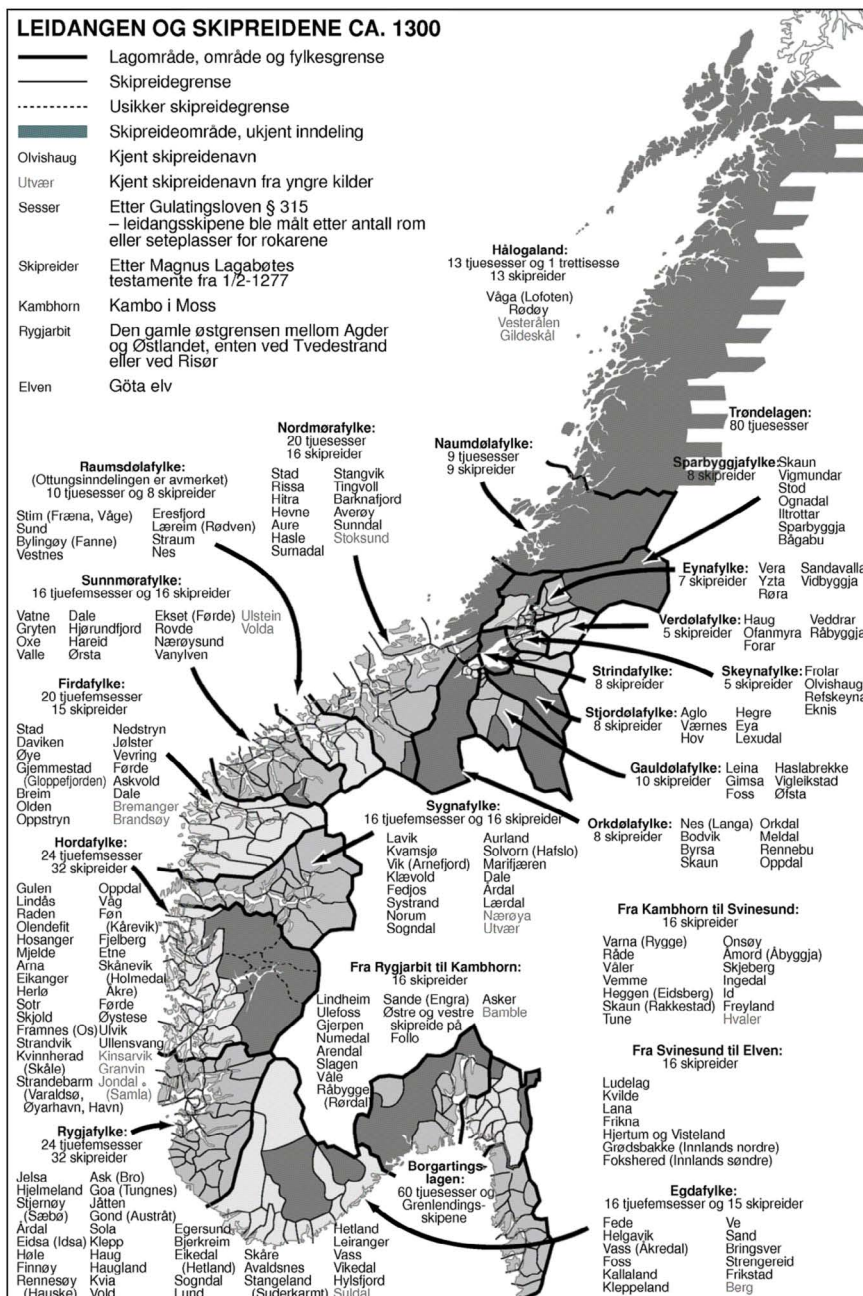 LEIDANGEN OG SKIPREIDENE CA. 1300
Lagområde, område og fylkesgrense
Skipreidegrense
Usikker skipreidegrense
Skipreideområde, ukjent inndeling
Olvishaug Kjent skipreidenavn
Utvær Kjent skipreidenavn fra yngre kilder
Sesser Etter Gulatingsloven § 315
– leidangsskipene ble målt etter antall rom
eller seteplasser for rokarene
Skipreider Etter Magnus Lagabøtes
testamente fra 1/2-1277
Kambhorn Kambo i Moss
Rygjarbit Den gamle østgrensen mellom Agder
og Østlandet, enten ved Tvedestrand
eller ved Risør
Elven Göta elv
Hålogaland:
13 tjuesesser og 1 trettisesse
13 skipreider
Våga (Lofoten)
Rødøy
Vesterålen
Gildeskål
Trøndelagen:
80 tjuesesser
Naumdølafylke:
9 tjuesesser
9 skipreider
Nordmørafylke:
20 tjuesesser
16 skipreider
Stad Stangvik
Rissa Tingvoll
Hitra Barknafjord
Hevne Averøy
Aure Sunndal
Hasle Stoksund
Surnadal
Raumsdølafylke:
(Ottungsinndelingen er avmerket)
10 tjuesesser og 8 skipreider
Stim (Fræna, Våge) Eresfjord
Sund Læreim (Rødven)
Bylingøy (Fanne) Straum
Vestnes Nes
Sunnmørafylke:
16 tjuefemsesser og 16 skipreider
Vatne Dale Ekset (Førde) Ulstein
Gryten Hjørundfjord Rovde Volda
Oxe Hareid Nærøysund
Valle Ørsta Vanylven
Firdafylke:
20 tjuefemsesser
15 skipreider
Stad Nedstryn
Daviken Jølster
Øye Vevring
Gjemmestad Førde
(Gloppefjorden) Askvold
Breim Dale
Olden Bremanger
Oppstryn Brandsøy
Hordafylke:
24 tjuefemsesser
32 skipreider
Gulen Oppdal
Lindås Våg
Raden Føn
Olendefit (Kårevik)
Hosanger Fjelberg
Mjelde Etne
Arna Skånevik
Eikanger (Holmedal
Herlø Åkre)
Sotr Førde
Skjold Øystese
Framnes (Os) Ulvik
Strandvik Ullensvang
Kvinnherad Kinsarvik
(Skåle) Granvin
Strandebarm Jondal
(Varaldsø, (Samla)
Øyarhavn, Havn)
Rygjafylke:
24 tjuefemsesser
32 skipreider
Jelsa Ask (Bro)
Hjelmeland Goa (Tungnes)
Stjernøy Jåtten
(Sæbø) Gond (Austråt)
Årdal Sola Egersund Hetland
Eidsa (Idsa) Klepp Bjerkreim Leiranger
Høle Haug Eikedal Skåre Vass
Finnøy Haugland (Hetland) Avaldsnes Vikedal
Rennesøy Kvia Sogndal Stangeland Hylsfjord
(Hauske) Vold Lund (Suderkarmt) Suldal
Sygnafylke:
16 tjuefemsesser og 16 skipreider
Lavik Aurland
Kvamsjø Solvorn (Hafslo)
Vik (Arnefjord) Marifjæren
Klævold Dale
Fedjos Årdal
Systrand Lærdal
Norum Nærøya
Sogndal Utvær
Fra Rygjarbit til Kambhorn:
16 skipreider
Lindheim Sande (Engra) Asker
Ulefoss Østre og vestre Bamble
Gjerpen skipreide på
Numedal Follo
Arendal
Slagen
Våle
Råbygge
(Rørdal)
Borgartings-
lagen:
60 tjuesesser og
Grenlendings-
skipene
Sparbyggjafylke:
8 skipreider
Skaun
Vigmundar
Stod
Ognadal
Iltrottar
Sparbyggja
Bågabu
Eynafylke: Vera Sandavalla
7 skipreider Yzta Vidbyggja
Røra
Verdølafylke: Haug Veddrar
5 skipreider Ofanmyra Råbyggja
Forar
Strindafylke:
8 skipreider
Skeynafylke: Frolar
5 skipreider Olvishaug
Refskeyna
Eknis
Stjordølafylke: Aglo Hegre
8 skipreider Værnes Eya
Hov Lexudal
Gauldølafylke: Leina Haslabrekke
10 skipreider Gimsa Vigleikstad
Foss Øfsta
Orkdølafylke: Nes (Langa) Orkdal
8 skipreider Bodvik Meldal
Byrsa Rennebu
Skaun Oppdal
Fra Kambhorn til Svinesund:
16 skipreider
Varna (Rygge) Onsøy
Råde Åmord (Åbyggja)
Våler Skjeberg
Vemme Ingedal
Heggen (Eidsberg) Id
Skaun (Rakkestad) Freyland
Tune Hvaler
Fra Svinesund til Elven:
16 skipreider
Ludelag
Kvilde
Lana
Frikna
Hjertum og Visteland
Grødsbakke (Innlands nordre)
Fokshered (Innlands søndre)
Egdafylke:
16 tjuefemsesser og 15 skipreider
Fede Ve
Helgavik Sand
Vass (Åkredal) Bringsver
Foss Strengereid
Kallaland Frikstad
Kleppeland Berg